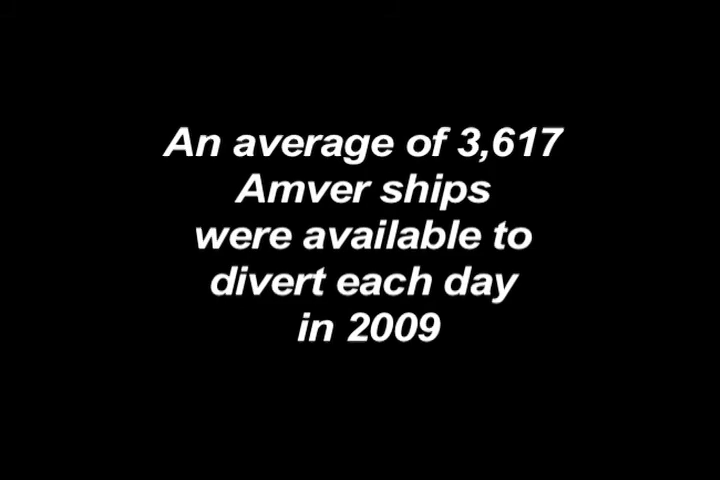 An average of 3,617
Amver ships
were available to
divert each day
in 2009